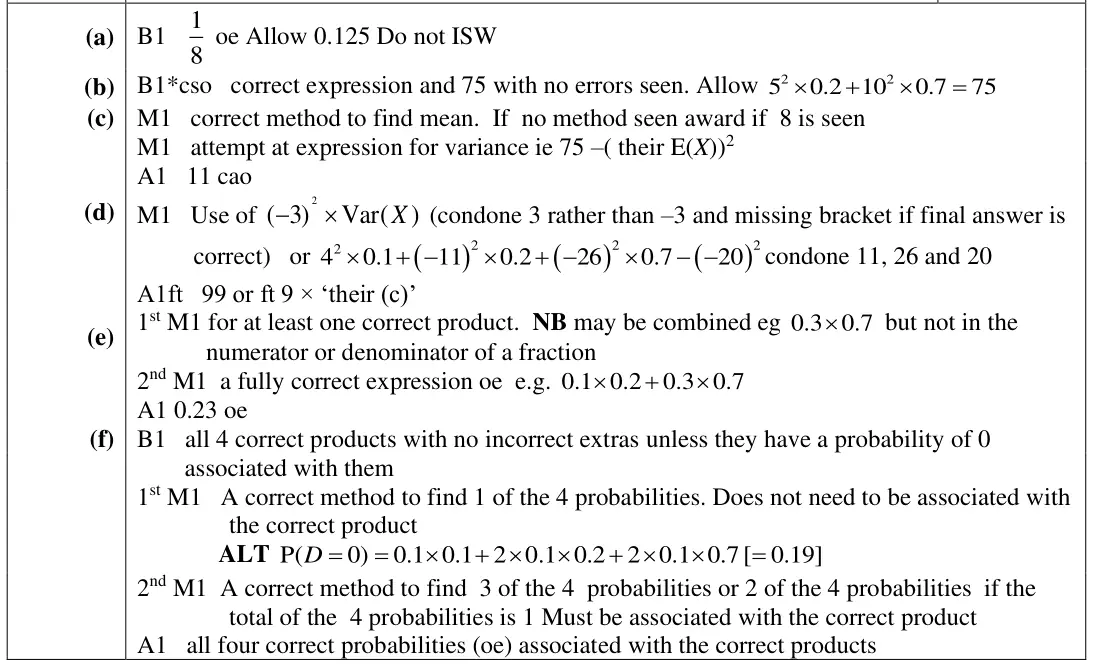 (a) B1 1/8 oe Allow 0.125 Do not ISW
(b) B1*cso correct expression and 75 with no errors seen. Allow 5² × 0.2 + 10² × 0.7 = 75
(c) M1 correct method to find mean. If no method seen award if 8 is seen
M1 attempt at expression for variance ie 75 –( their E(X))²
A1 11 cao
(d) M1 Use of (−3)² × Var(X) (condone 3 rather than –3 and missing bracket if final answer is
correct) or 4² × 0.1 + (−11)² × 0.2 + (−26)² × 0.7 − (−20)² condone 11, 26 and 20
A1ft 99 or ft 9 × ‘their (c)’
(e) 1st M1 for at least one correct product. NB may be combined eg 0.3 × 0.7 but not in the
numerator or denominator of a fraction
2nd M1 a fully correct expression oe e.g. 0.1 × 0.2 + 0.3 × 0.7
A1 0.23 oe
(f) B1 all 4 correct products with no incorrect extras unless they have a probability of 0
associated with them
1st M1 A correct method to find 1 of the 4 probabilities. Does not need to be associated with
the correct product
ALT P(D = 0) = 0.1 × 0.1 + 2 × 0.1 × 0.2 + 2 × 0.1 × 0.7 [= 0.19]
2nd M1 A correct method to find 3 of the 4 probabilities or 2 of the 4 probabilities if the
total of the 4 probabilities is 1 Must be associated with the correct product
A1 all four correct probabilities (oe) associated with the correct products